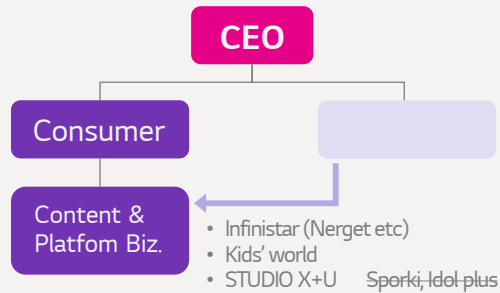 CEO
Consumer
Content &
Platfom Biz.
• Infinistar (Nerget etc)
• Kids' world
• STUDIO X+U Sporki, Idol plus